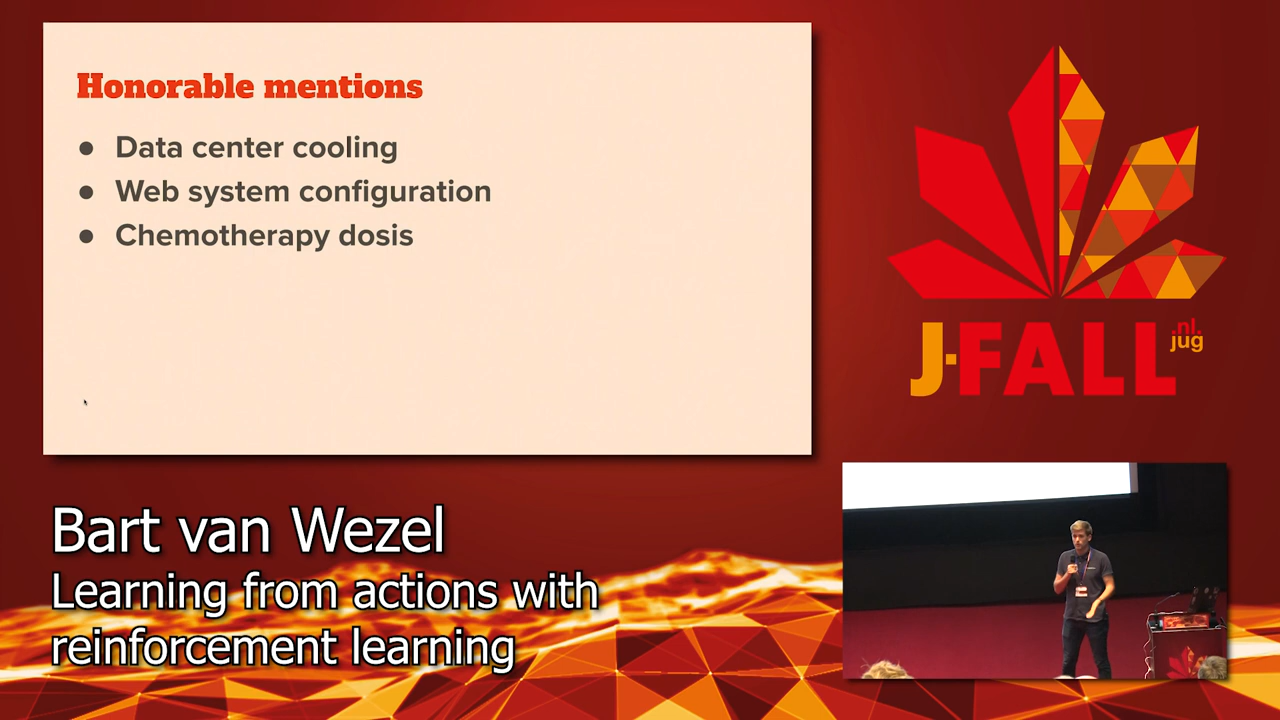 Honorable mentions
● Data center cooling
● Web system configuration
● Chemotherapy dosis
J-FALL
.nl.
jug
Bart van Wezel
Learning from actions with
reinforcement learning